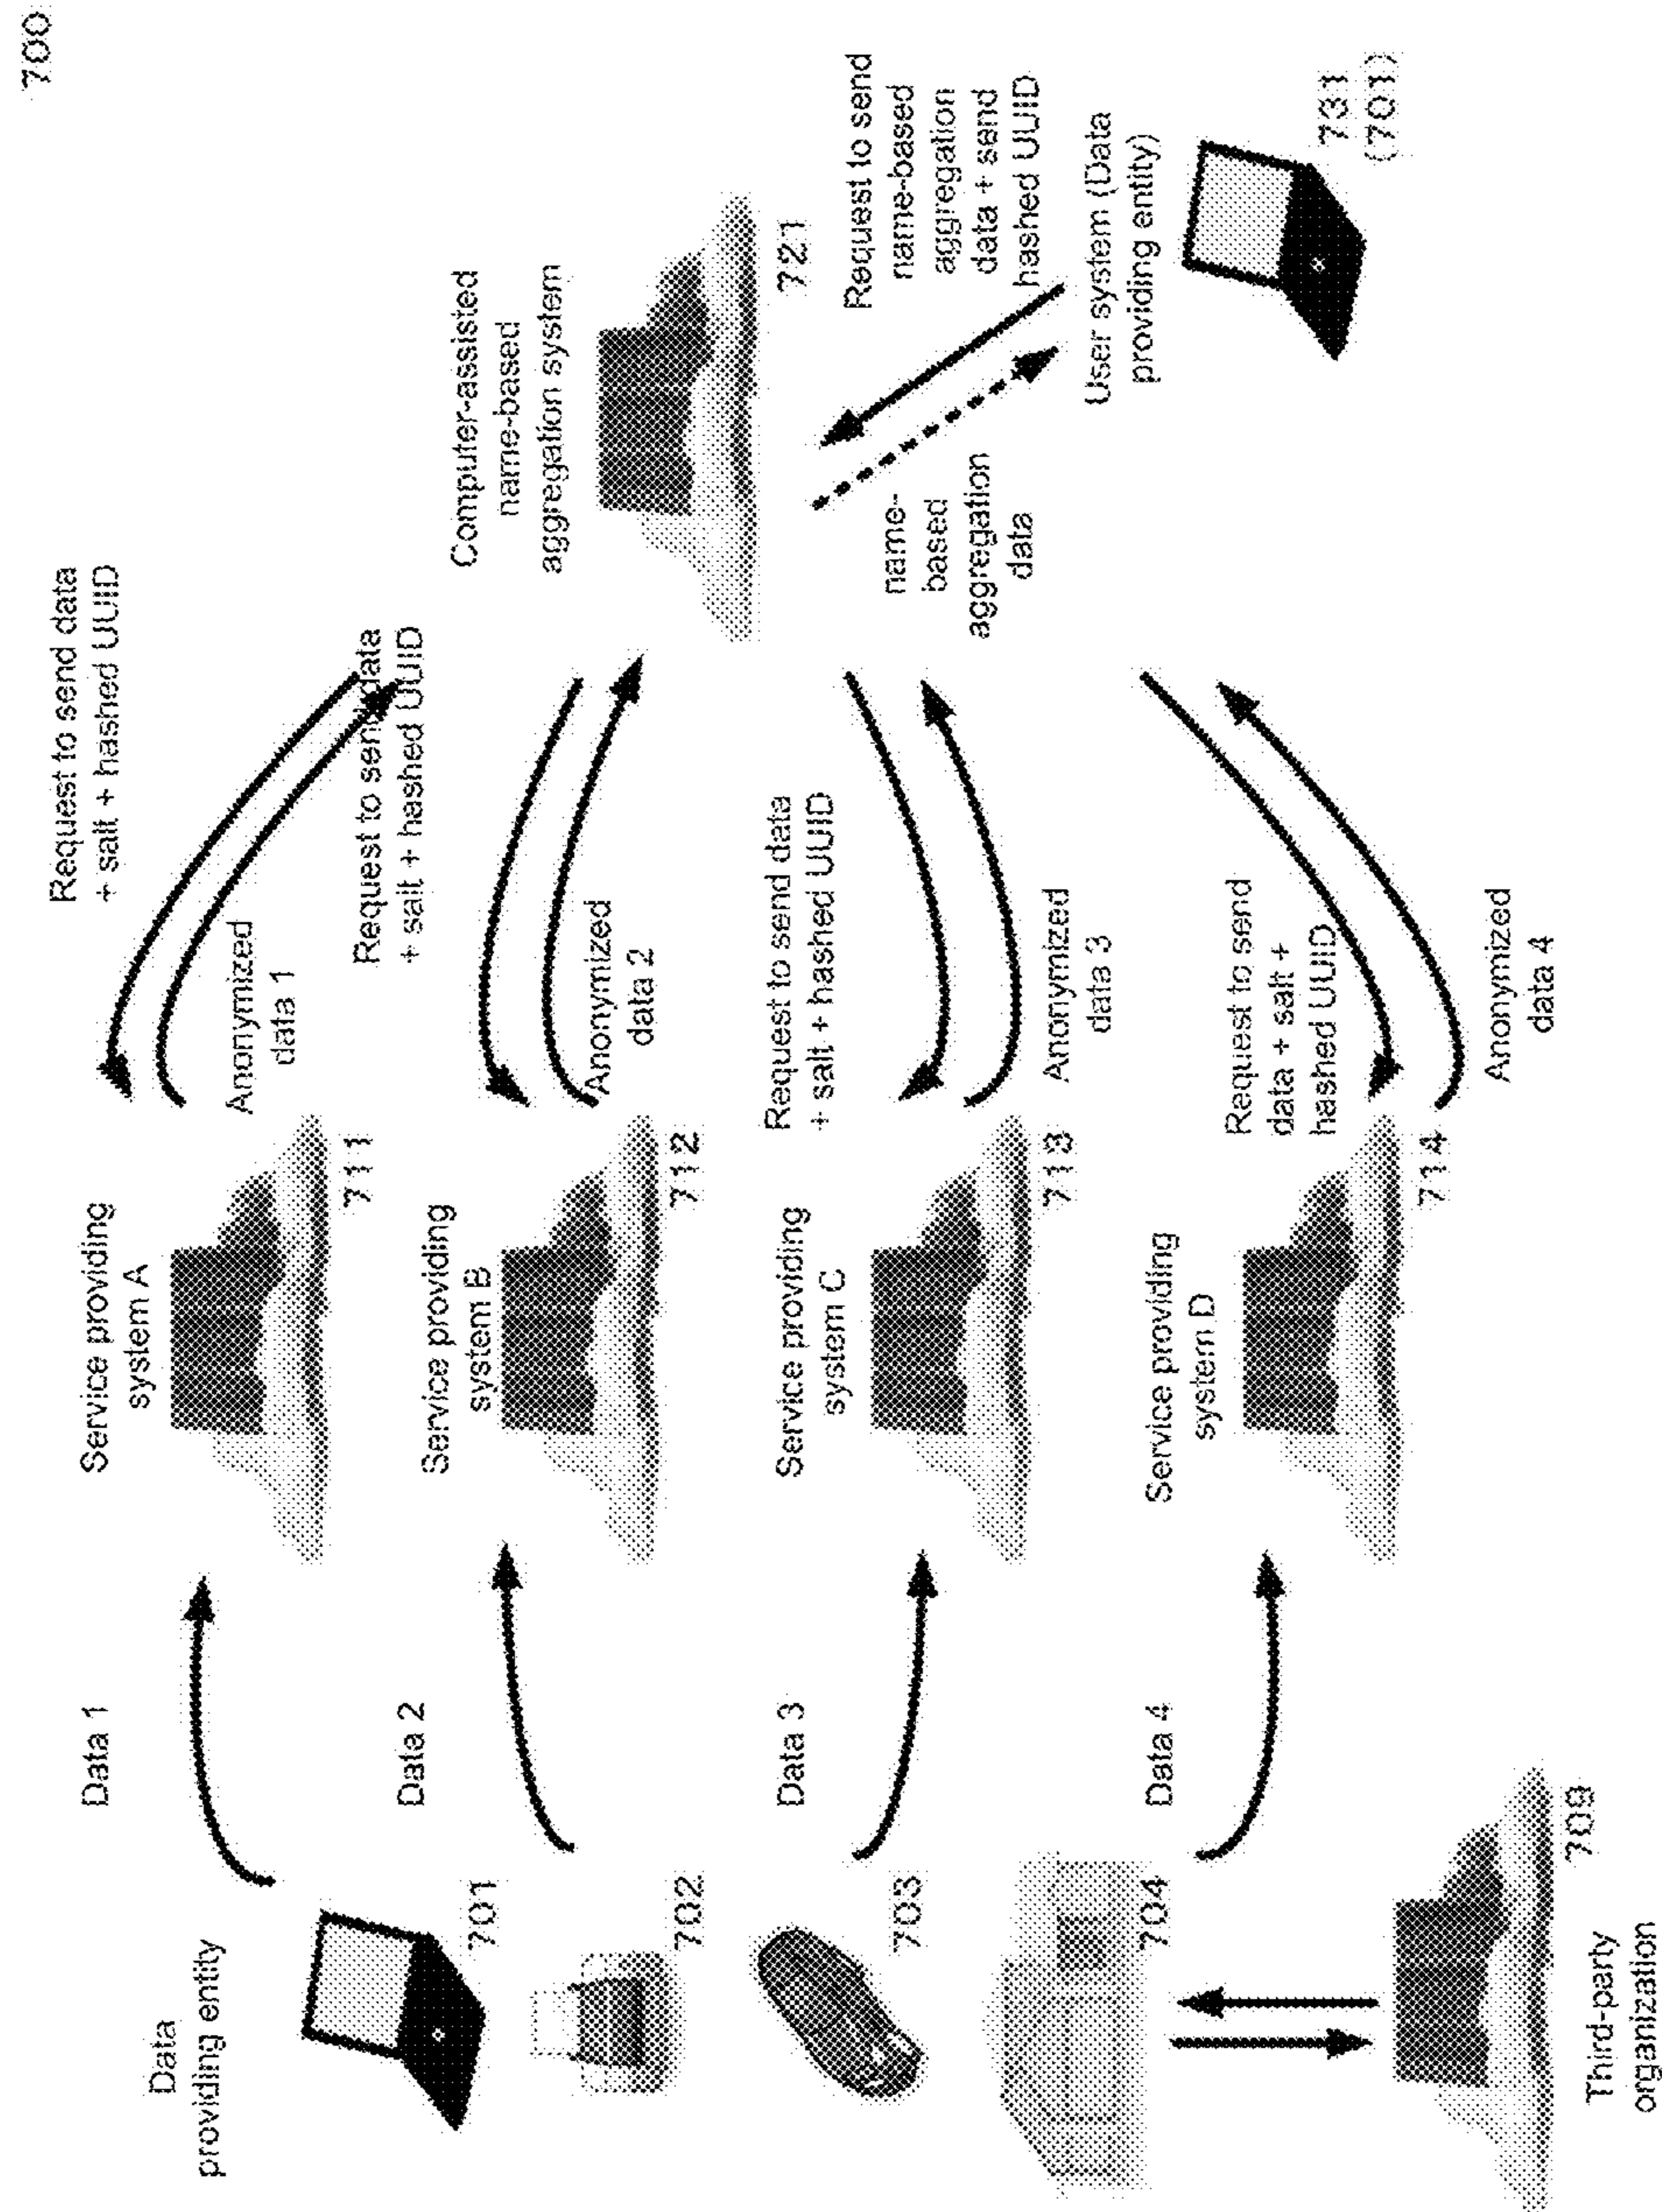 700
Data
providing entity
701
702
703
704
Third-party
organization
709
Data 1
Data 2
Data 3
Data 4
Service providing
system A
711
Service providing
system B
712
Service providing
system C
713
Service providing
system D
714
Request to send data
+ salt + hashed UUID
Anonymized
data 1
Request to send data
+ salt + hashed UUID
Anonymized
data 2
Request to send data
+ salt + hashed UUID
Anonymized
data 3
Request to send
data + salt +
hashed UUID
Anonymized
data 4
Computer-assisted
name-based
aggregation system
721
name-
based
aggregation
data
Request to send
name-based
aggregation
data + send
hashed UUID
User system (Data
providing entity)
731
(701)